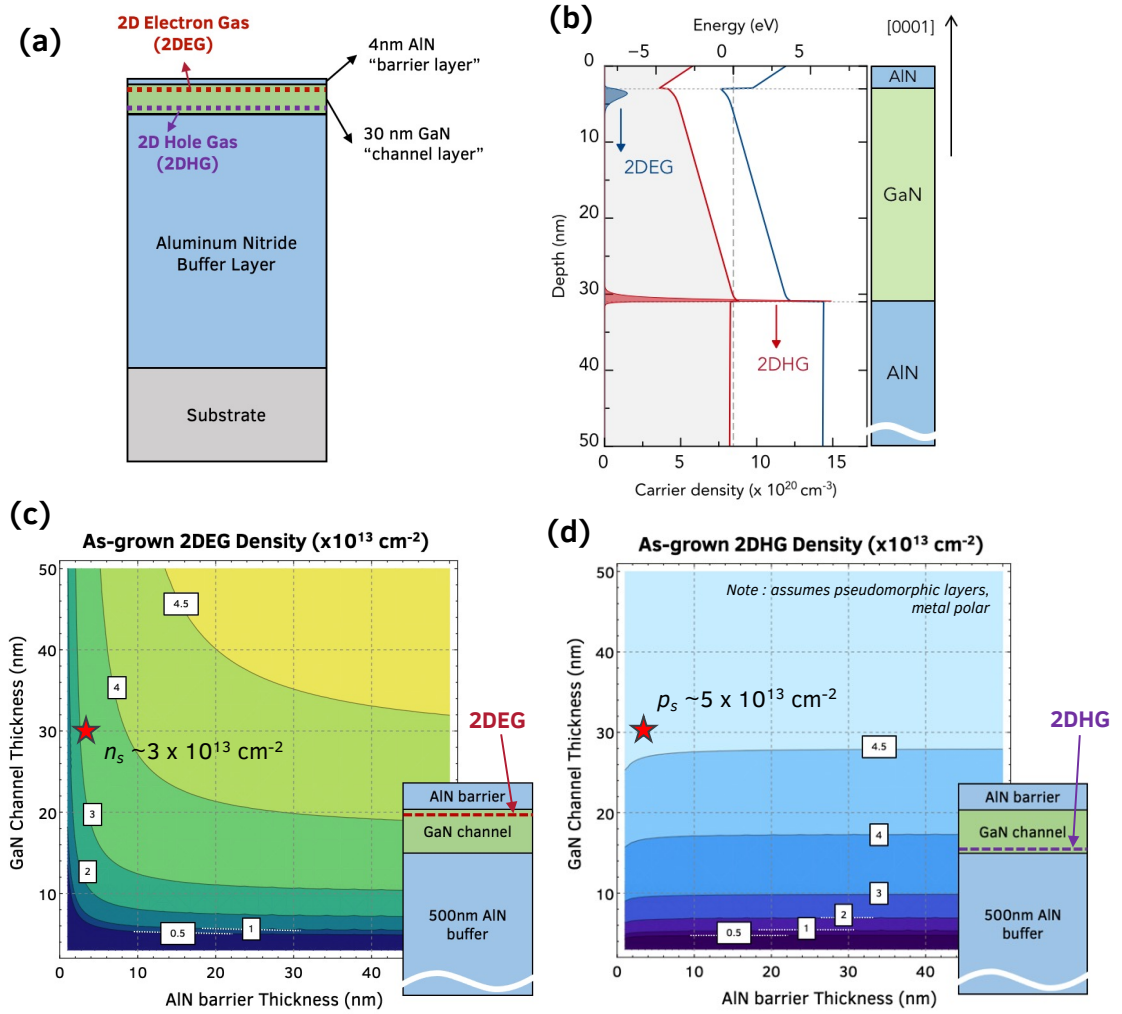 (a)
2D Electron Gas
(2DEG)
4nm AlN
“barrier layer”
2D Hole Gas
(2DHG)
30 nm GaN
“channel layer”
Aluminum Nitride
Buffer Layer
Substrate
(b)
Energy (eV)
−5 0 5
[0001]
0
10
20
30
40
50
Depth (nm)
2DEG
2DHG
AlN
GaN
AlN
0 5 10 15
Carrier density (x 10²⁰ cm⁻³)
(c)
As-grown 2DEG Density (x10¹³ cm⁻²)
50
40
30
20
10
0 10 20 30 40
GaN Channel Thickness (nm)
AlN barrier Thickness (nm)
4.5
4
3
2
0.5
1
nₛ ~3 x 10¹³ cm⁻²
2DEG
AlN barrier
GaN channel
500nm AlN
buffer
(d)
As-grown 2DHG Density (x10¹³ cm⁻²)
Note : assumes pseudomorphic layers,
metal polar
50
40
30
20
10
0 10 20 30 40
GaN Channel Thickness (nm)
AlN barrier Thickness (nm)
pₛ ~5 x 10¹³ cm⁻²
4.5
4
3
2
1
0.5
2DHG
AlN barrier
GaN channel
500nm AlN
buffer